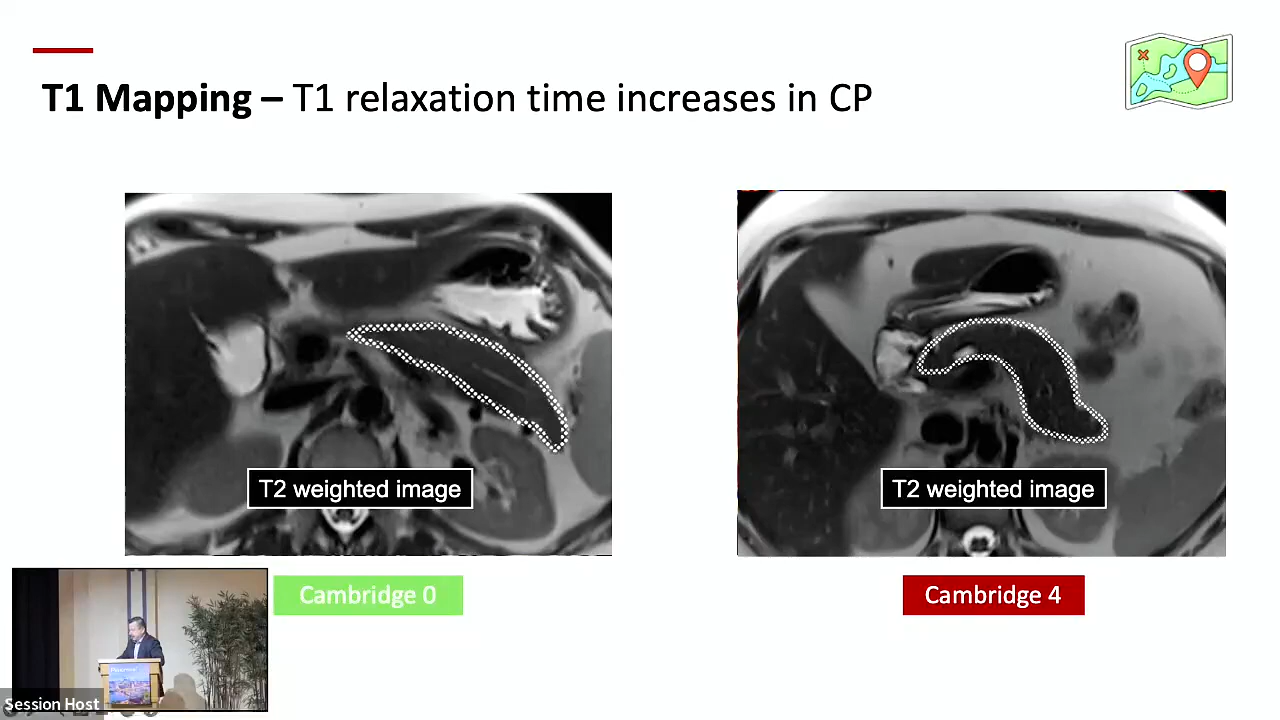 T1 Mapping – T1 relaxation time increases in CP
T2 weighted image
T2 weighted image
Cambridge 0
Cambridge 4
Session Host